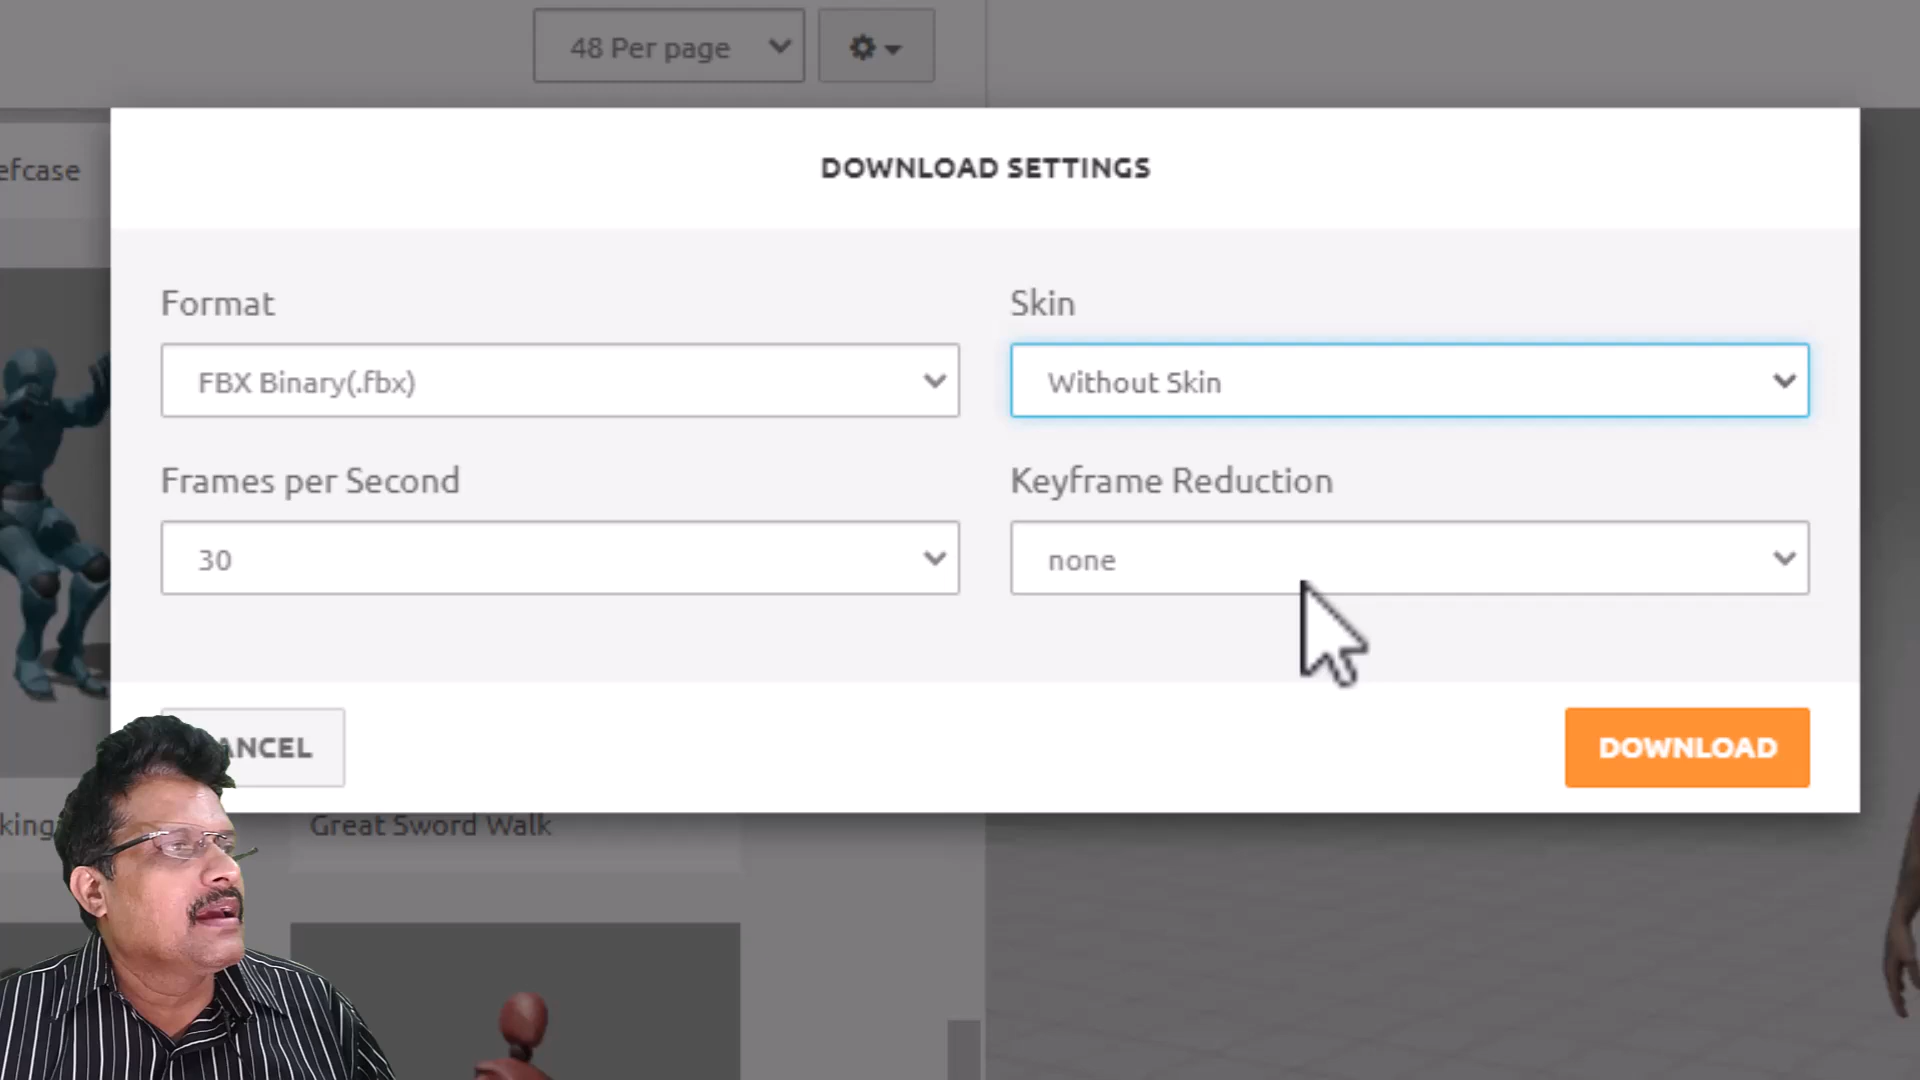 48 Per page
efcase
DOWNLOAD SETTINGS
Format
Skin
FBX Binary(.fbx)
Without Skin
Frames per Second
Keyframe Reduction
30
none
ANCEL
DOWNLOAD
king
Great Sword Walk